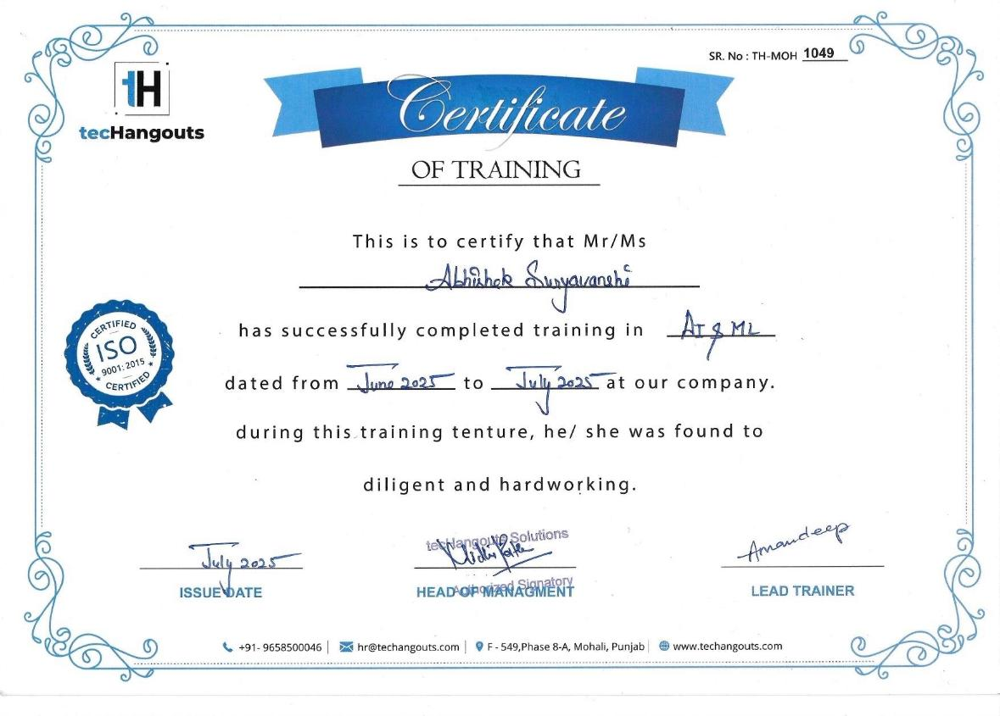 SR. No : TH-MOH 1049
tH
tecHangouts
Certificate
OF TRAINING
This is to certify that Mr/Ms
Abhishek Suryavanshi
has successfully completed training in AI & ML
dated from June 2025 to July 2025 at our company.
during this training tenture, he/ she was found to
diligent and hardworking.
CERTIFIED
ISO
9001: 2015
CERTIFIED
July 2025
ISSUE DATE
tecHangouts Solutions
Authorized Signatory
HEAD OF MANAGMENT
Amandeep
LEAD TRAINER
+91- 9658500046 | hr@techangouts.com | F - 549,Phase 8-A, Mohali, Punjab | www.techangouts.com